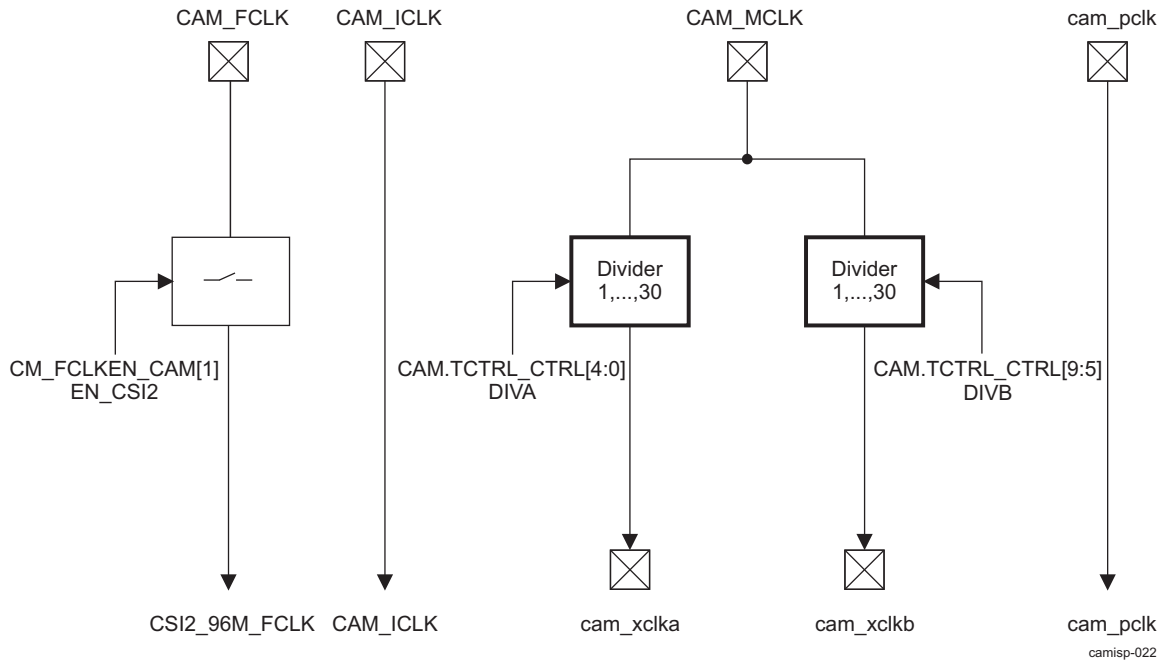 CAM_FCLK
CAM_ICLK
CAM_MCLK
cam_pclk
Divider
1,...,30
Divider
1,...,30
CM_FCLKEN_CAM[1]
EN_CSI2
CAM.TCTRL_CTRL[4:0]
DIVA
CAM.TCTRL_CTRL[9:5]
DIVB
CSI2_96M_FCLK
CAM_ICLK
cam_xclka
cam_xclkb
cam_pclk
camisp-022